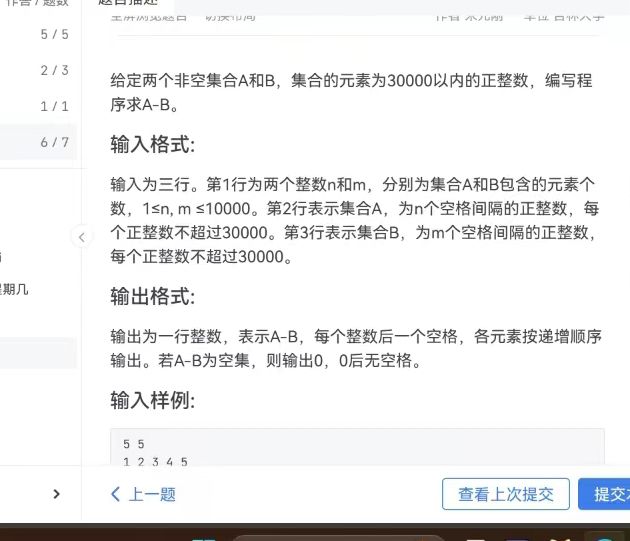 作答 / 题数
题目描述
5 / 5
2 / 3
1 / 1
6 / 7
星期几
全屏浏览题目 切换布局 作者 朱允刚 单位 吉林大学
给定两个非空集合A和B，集合的元素为30000以内的正整数，编写程
序求A-B。
输入格式:
输入为三行。第1行为两个整数n和m，分别为集合A和B包含的元素个
数，1≤n, m ≤10000。第2行表示集合A，为n个空格间隔的正整数，每
个正整数不超过30000。第3行表示集合B，为m个空格间隔的正整数，
每个正整数不超过30000。
输出格式:
输出为一行整数，表示A-B，每个整数后一个空格，各元素按递增顺序
输出。若A-B为空集，则输出0，0后无空格。
输入样例:
5 5
1 2 3 4 5
上一题
查看上次提交
提交